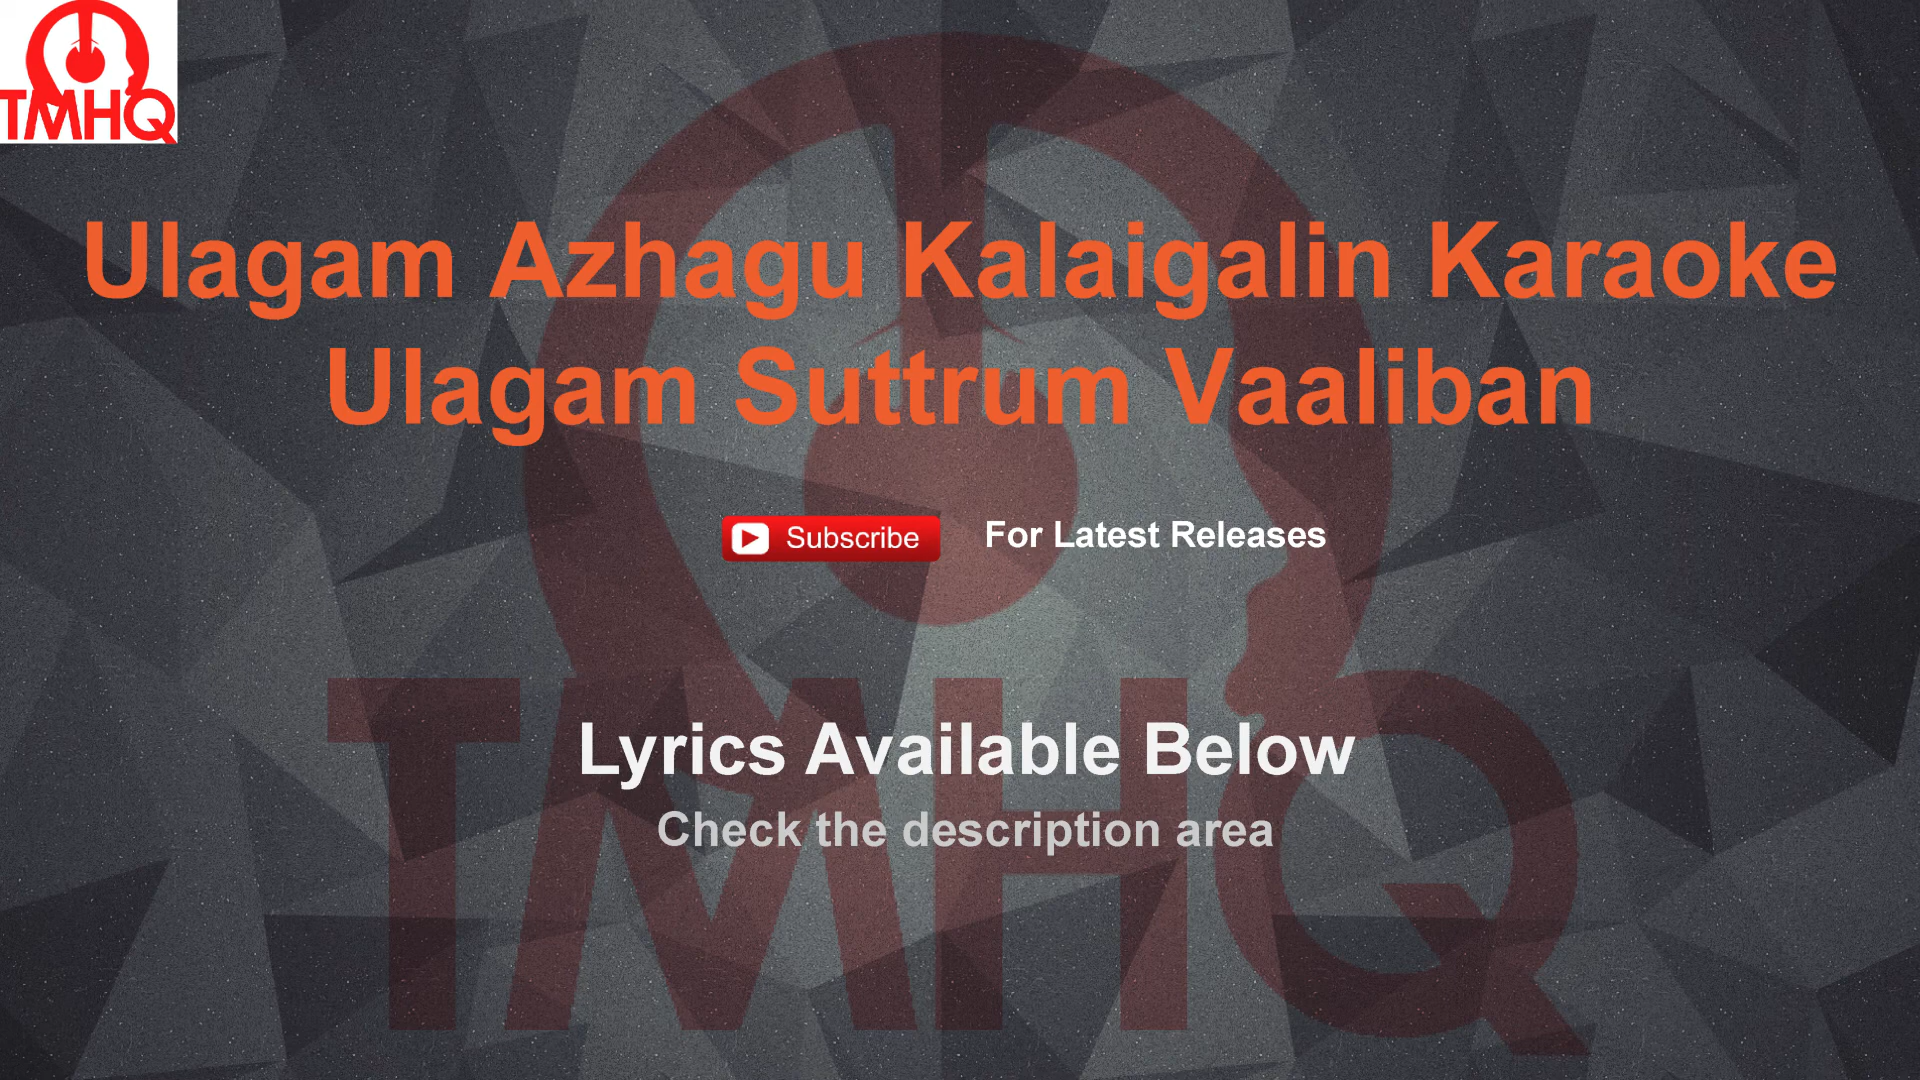 TMHQ
Ulagam Azhagu Kalaigalin Karaoke
Ulagam Suttrum Vaaliban
Subscribe For Latest Releases
Lyrics Available Below
Check the description area
TMHQ